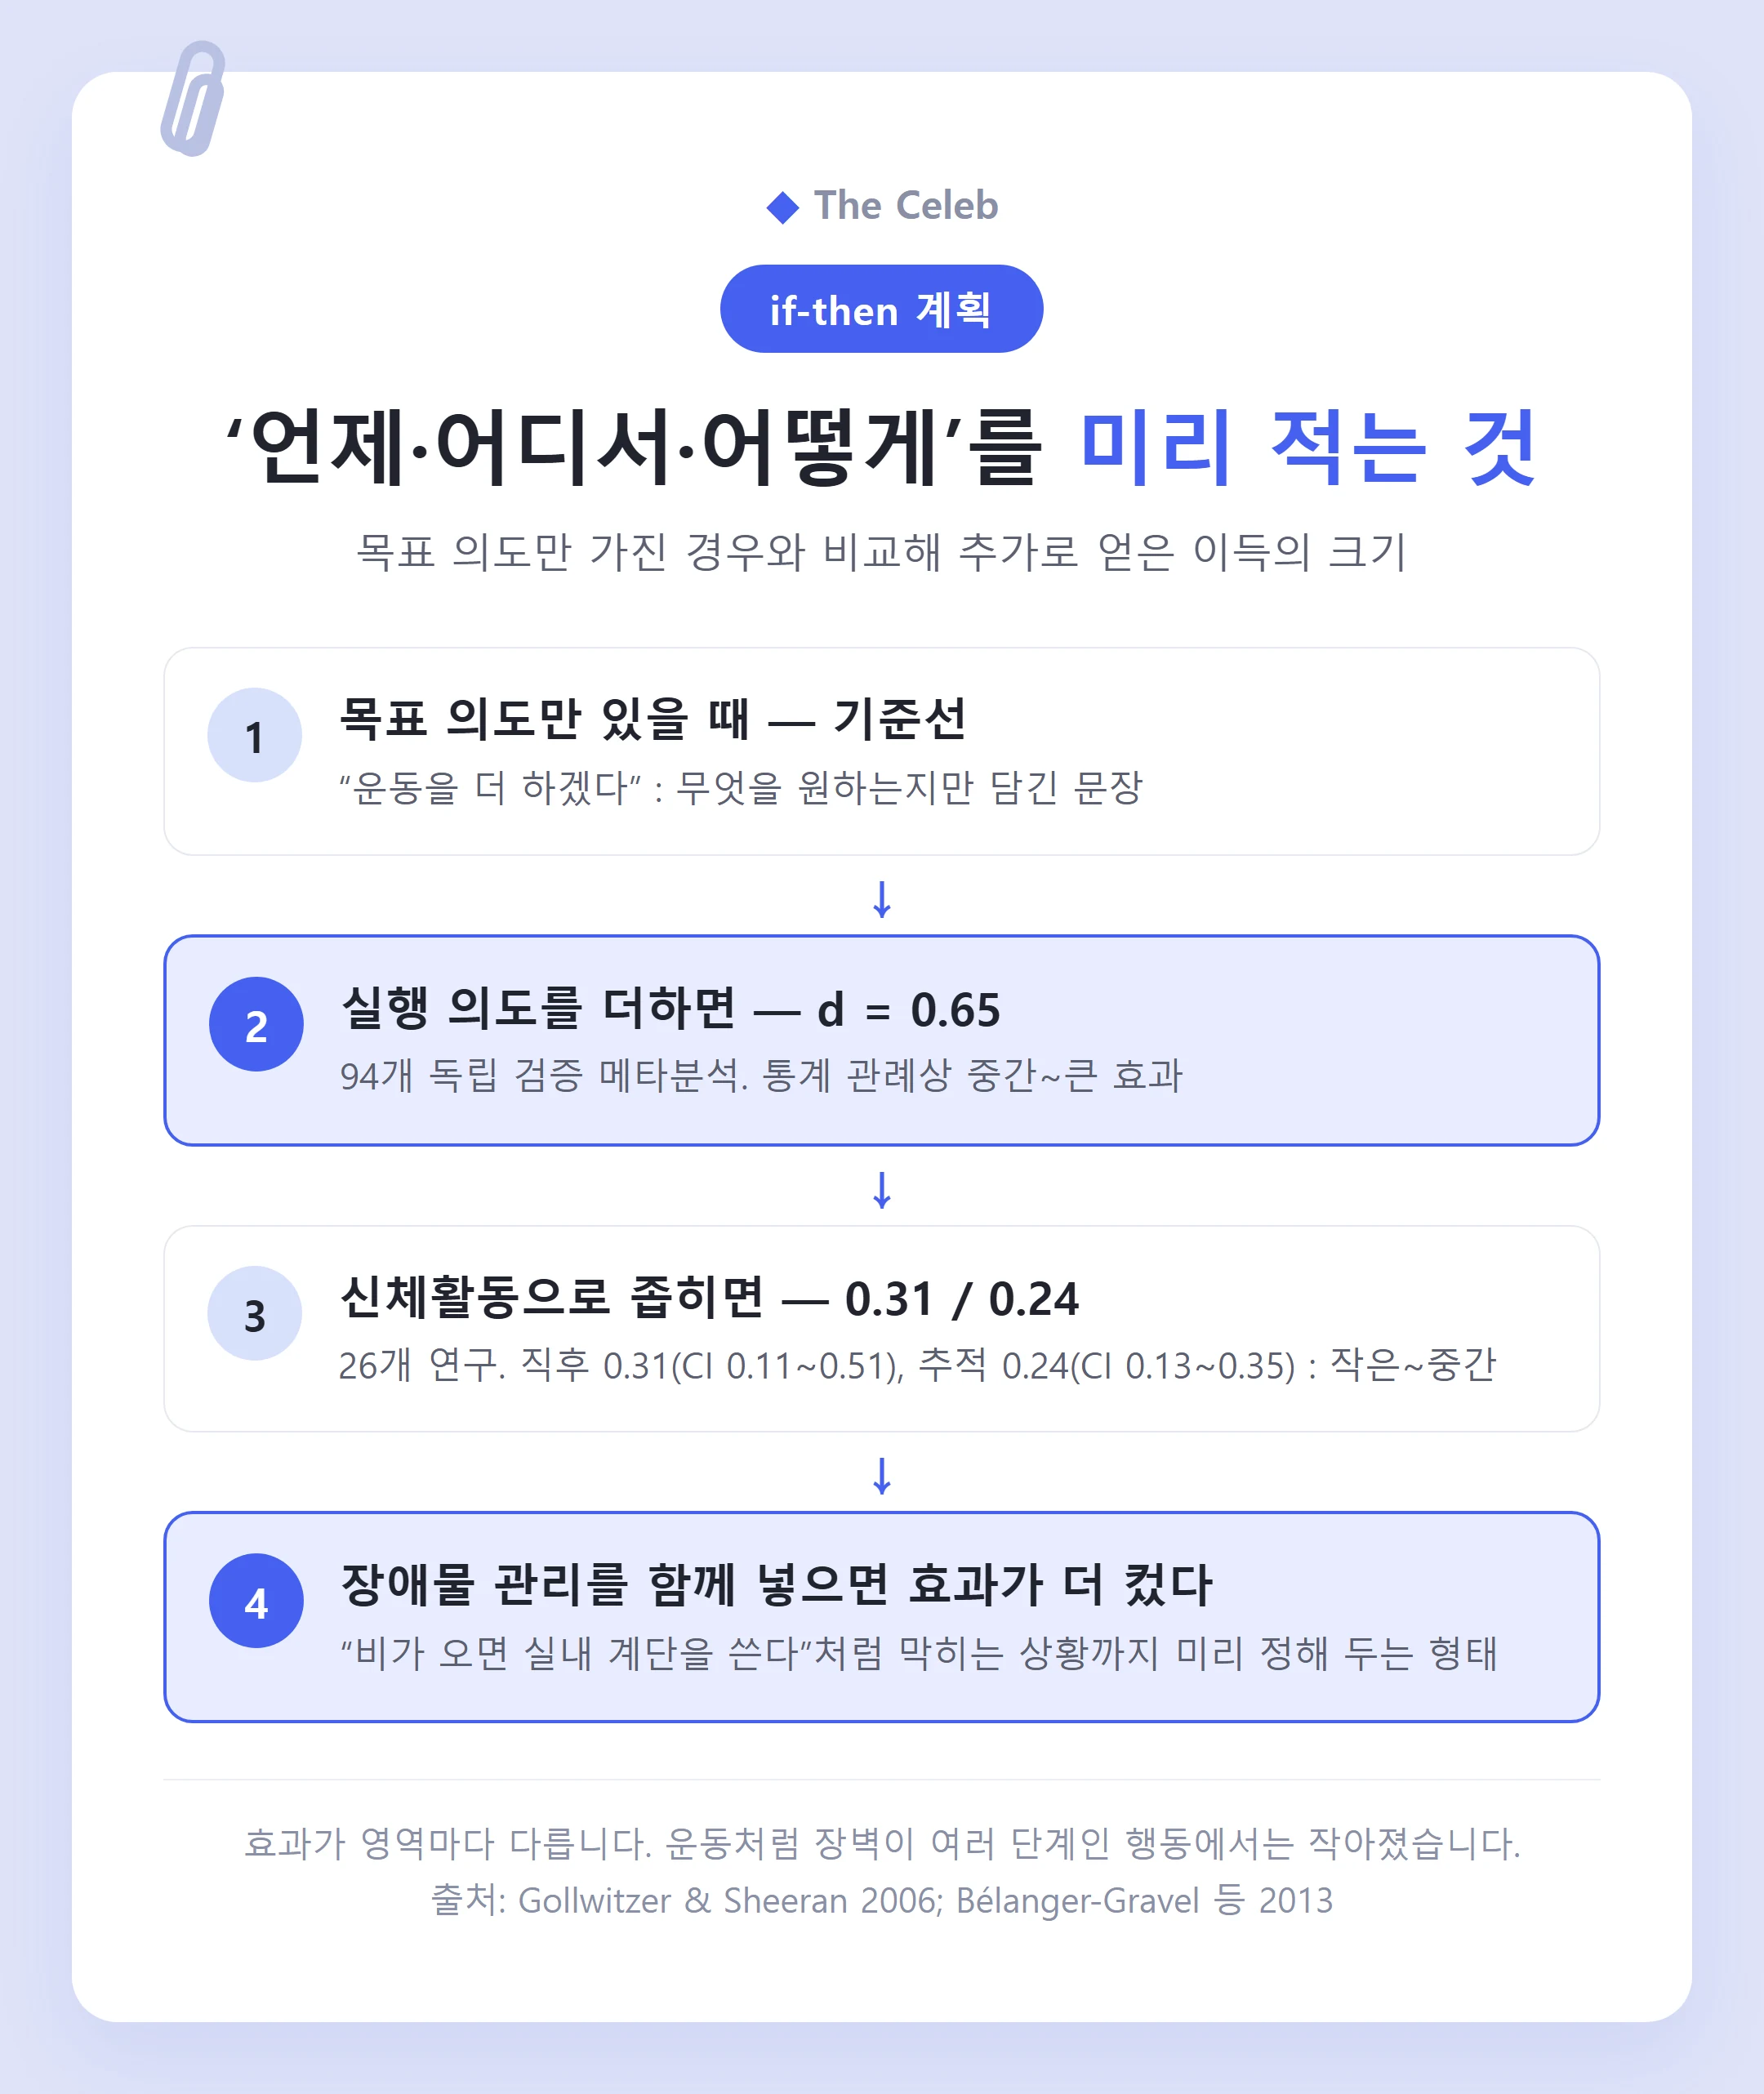 ◆ The Celeb
if-then 계획
‘언제·어디서·어떻게’를 미리 적는 것
목표 의도만 가진 경우와 비교해 추가로 얻은 이득의 크기
1
목표 의도만 있을 때 — 기준선
“운동을 더 하겠다” : 무엇을 원하는지만 담긴 문장
↓
2
실행 의도를 더하면 — d = 0.65
94개 독립 검증 메타분석. 통계 관례상 중간~큰 효과
↓
3
신체활동으로 좁히면 — 0.31 / 0.24
26개 연구. 직후 0.31(CI 0.11~0.51), 추적 0.24(CI 0.13~0.35) : 작은~중간
↓
4
장애물 관리를 함께 넣으면 효과가 더 컸다
“비가 오면 실내 계단을 쓴다”처럼 막히는 상황까지 미리 정해 두는 형태
효과가 영역마다 다릅니다. 운동처럼 장벽이 여러 단계인 행동에서는 작아졌습니다.
출처: Gollwitzer & Sheeran 2006; Bélanger-Gravel 등 2013